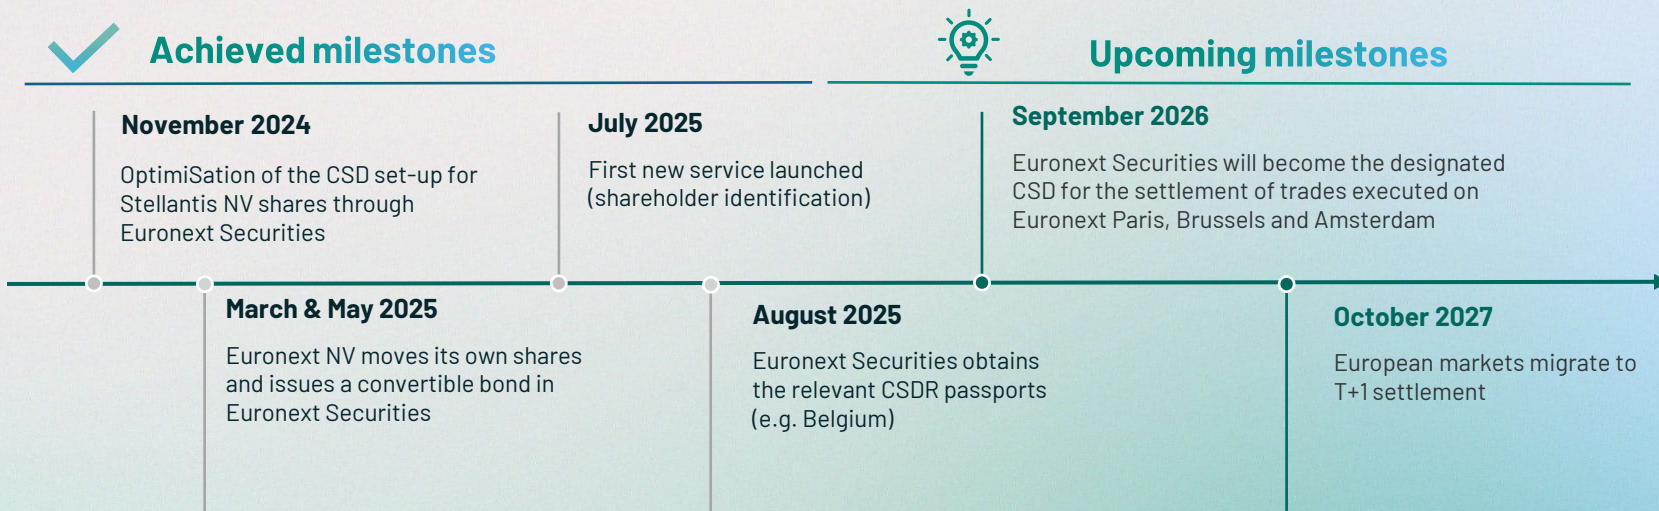 Achieved milestones
Upcoming milestones
November 2024
OptimiSation of the CSD set-up for
Stellantis NV shares through
Euronext Securities
July 2025
First new service launched
(shareholder identification)
September 2026
Euronext Securities will become the designated
CSD for the settlement of trades executed on
Euronext Paris, Brussels and Amsterdam
March & May 2025
Euronext NV moves its own shares
and issues a convertible bond in
Euronext Securities
August 2025
Euronext Securities obtains
the relevant CSDR passports
(e.g. Belgium)
October 2027
European markets migrate to
T+1 settlement